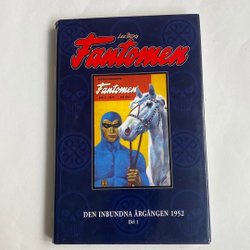 Lee Falk
Fantomen
Fantomen
DEN INBUNDNA ÅRGÅNGEN 1952
Del 1